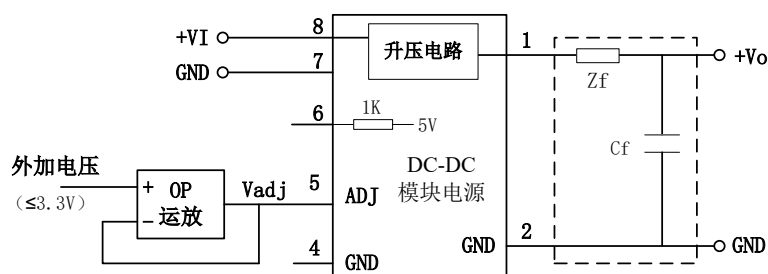 +VI
8
升压电路
1
+Vo
GND
7
Zf
6
1K
5V
Cf
外加电压
(≤3.3V)
+
OP
运放
−
Vadj
5
ADJ
DC-DC
模块电源
4
GND
GND
2
GND